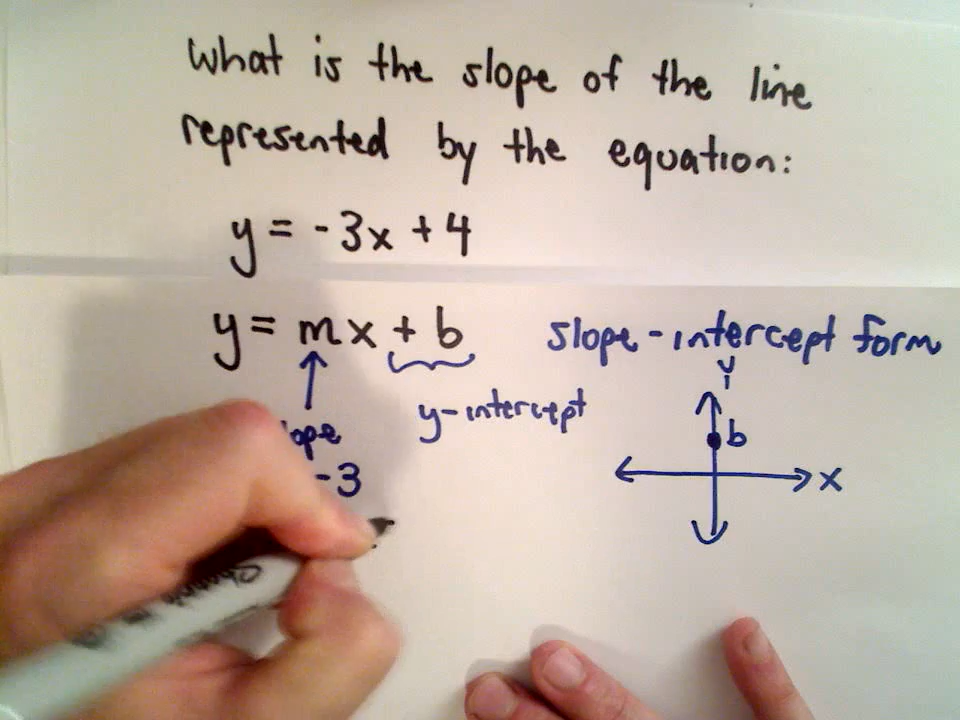 What is the slope of the line
represented by the equation:
y = -3x + 4
y = mx + b
slope-intercept form
y-intercept
y
b
-3
x